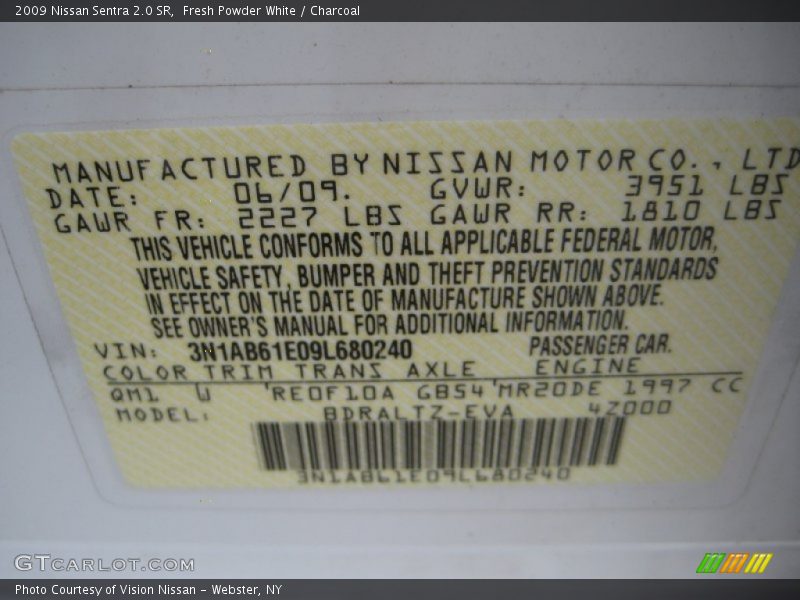 2009 Nissan Sentra 2.0 SR,  Fresh Powder White / Charcoal
MANUFACTURED BY NISSAN MOTOR CO., LTD
DATE: 06/09. GVWR: 3951 LBS
GAWR FR: 2227 LBS GAWR RR: 1810 LBS
THIS VEHICLE CONFORMS TO ALL APPLICABLE FEDERAL MOTOR,
VEHICLE SAFETY, BUMPER AND THEFT PREVENTION STANDARDS
IN EFFECT ON THE DATE OF MANUFACTURE SHOWN ABOVE.
SEE OWNER'S MANUAL FOR ADDITIONAL INFORMATION.
VIN: 3N1AB61E09L680240 PASSENGER CAR.
COLOR TRIM TRANS AXLE ENGINE
QM1 W 'RE0F10A GB54 'MR20DE 1997 CC
MODEL: BDRALTZ-EVA 4Z000
3N1AB61E09L680240
GTCARLOT.COM
Photo Courtesy of Vision Nissan - Webster, NY